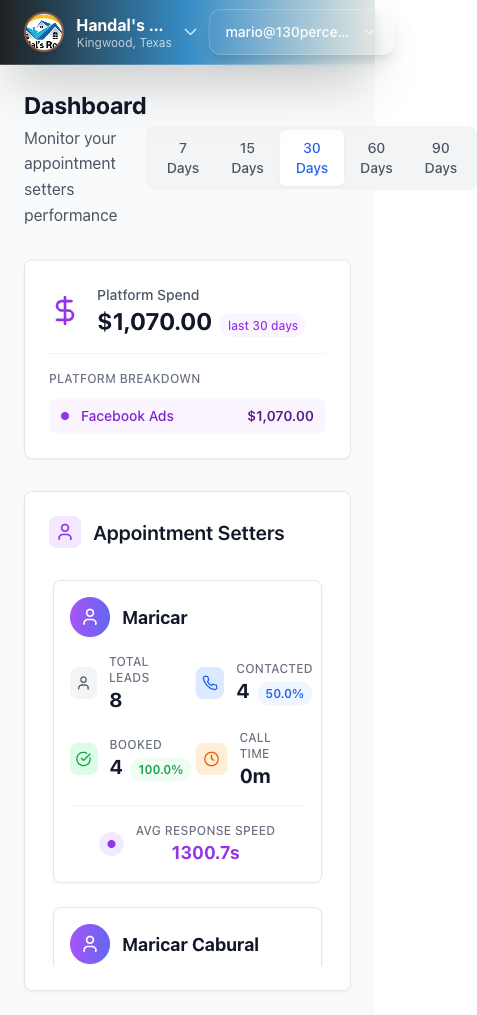 Handal's ...
Kingwood, Texas
mario@130perce...
Dashboard
Monitor your
appointment
setters
performance
7
Days
15
Days
30
Days
60
Days
90
Days
Platform Spend
$1,070.00 last 30 days
PLATFORM BREAKDOWN
Facebook Ads $1,070.00
Appointment Setters
Maricar
TOTAL
LEADS
8
CONTACTED
4 50.0%
BOOKED
4 100.0%
CALL
TIME
0m
AVG RESPONSE SPEED
1300.7s
Maricar Cabural